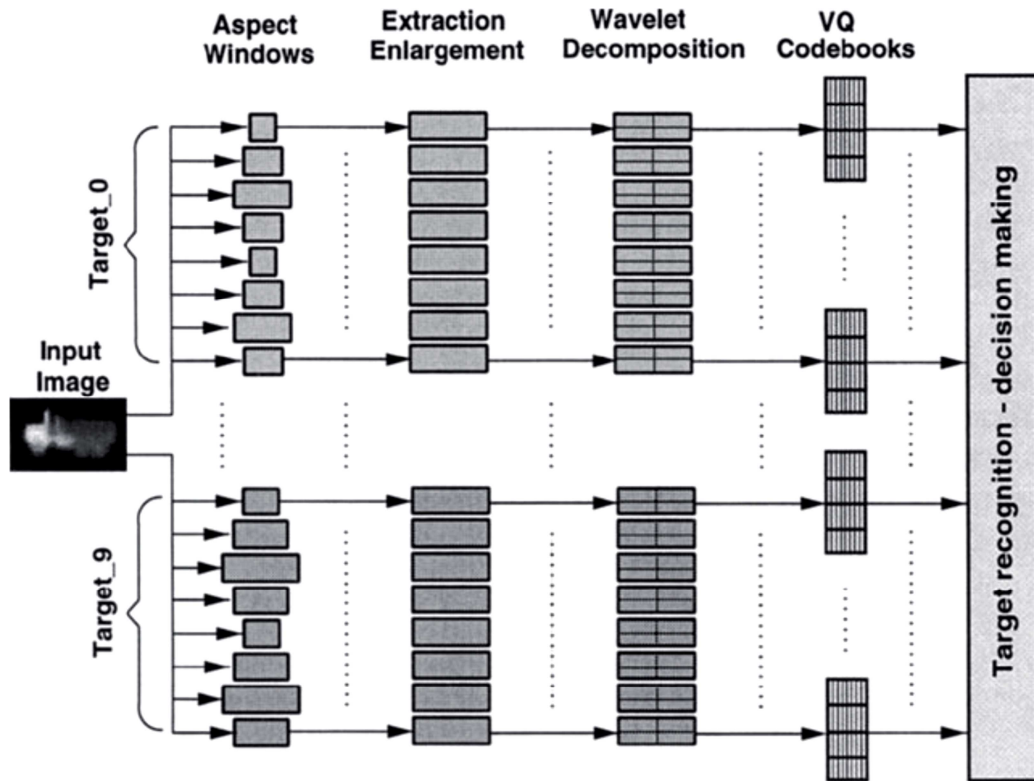 Aspect
Windows
Extraction
Enlargement
Wavelet
Decomposition
VQ
Codebooks
Target_0
Input
Image
Target_9
Target recognition - decision making